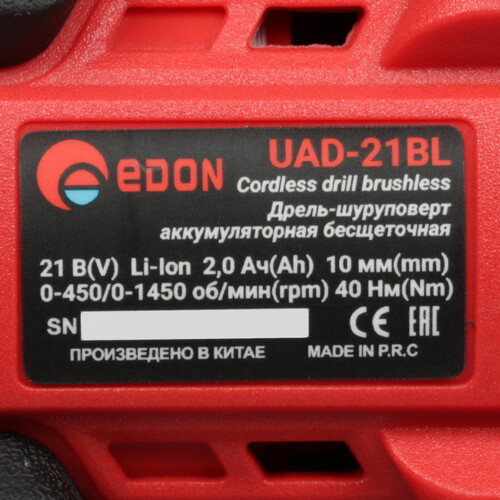 eDON UAD-21BL
Cordless drill brushless
Дрель-шуруповерт
аккумуляторная бесщеточная
21 В(V) Li-Ion 2,0 Ач(Ah) 10 мм(mm)
0-450/0-1450 об/мин(rpm) 40 Нм(Nm)
SN CE EAC
ПРОИЗВЕДЕНО В КИТАЕ MADE IN P.R.C